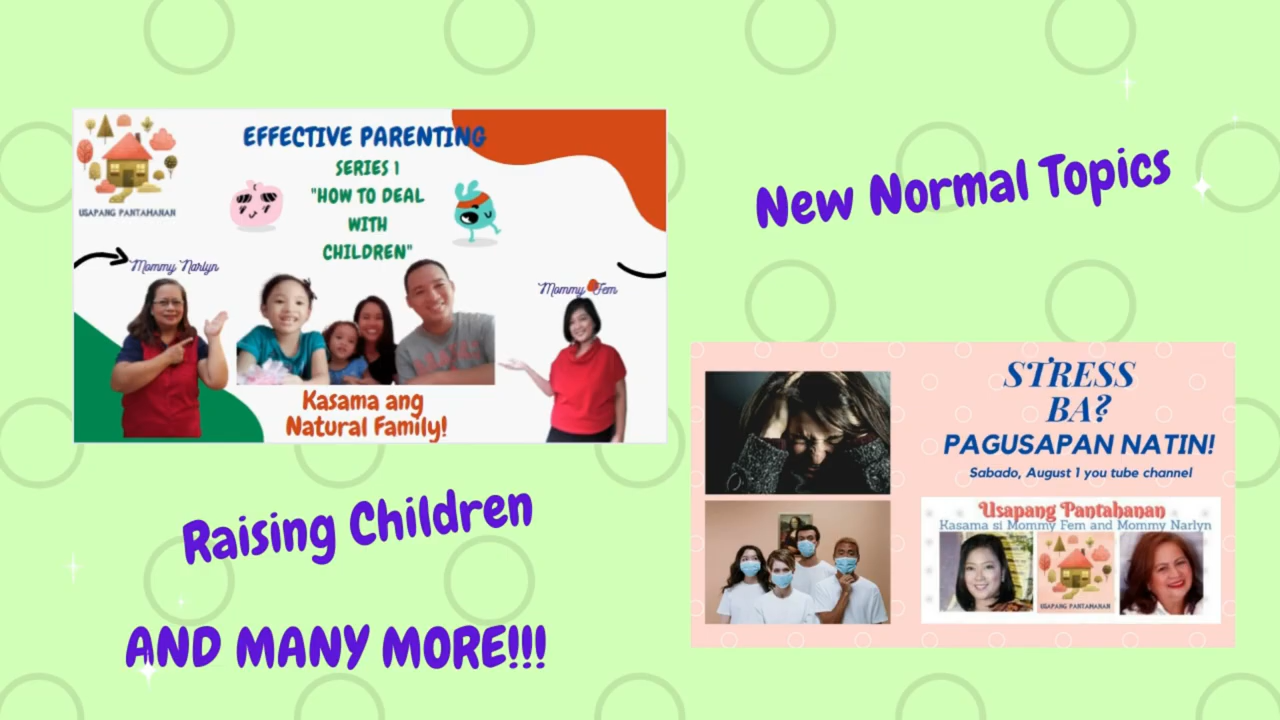 EFFECTIVE PARENTING
SERIES 1
"HOW TO DEAL
WITH
CHILDREN"
USAPANG PANTAHANAN
Mommy Narlyn
Mommy Fem
Kasama ang
Natural Family!
New Normal Topics
STRESS
BA?
PAGUSAPAN NATIN!
Sabado, August 1 you tube channel
Usapang Pantahanan
Kasama si Mommy Fem and Mommy Narlyn
USAPANG PANTAHANAN
Raising Children
AND MANY MORE!!!